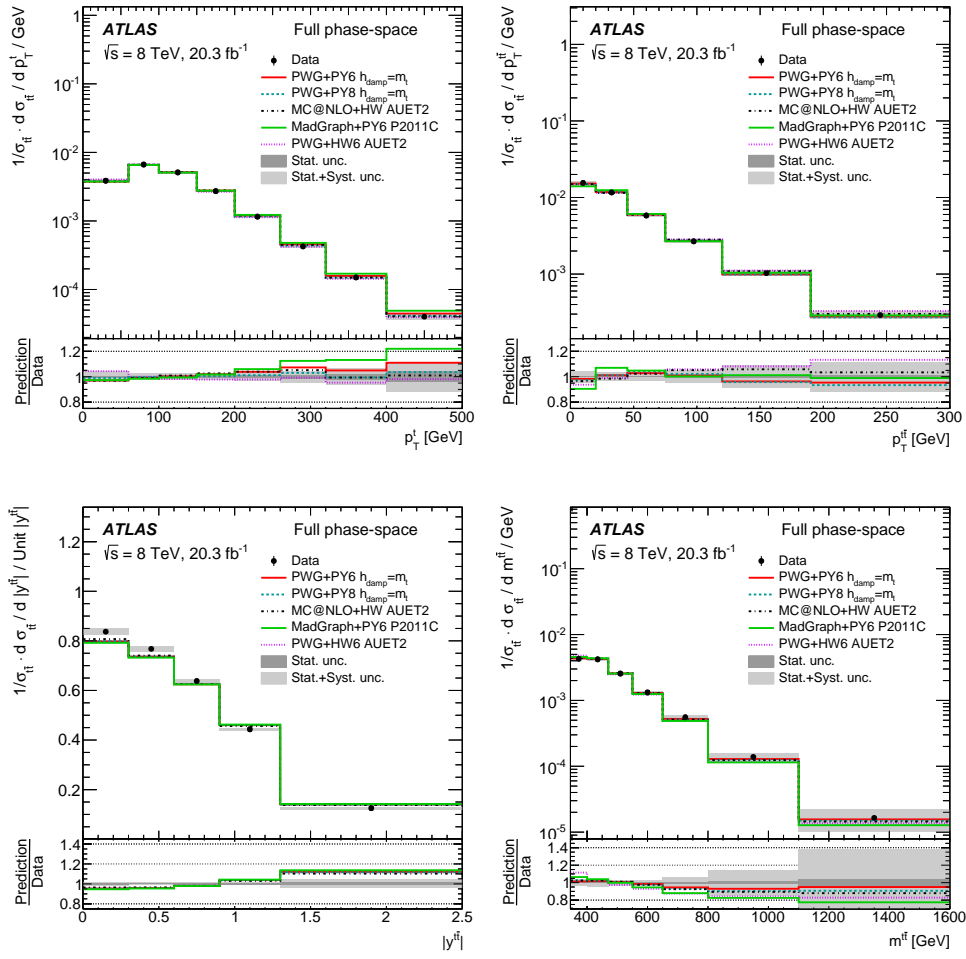 ATLAS Full phase-space
√s = 8 TeV, 20.3 fb⁻¹
Data
PWG+PY6 h_damp=m_t
PWG+PY8 h_damp=m_t
MC@NLO+HW AUET2
MadGraph+PY6 P2011C
PWG+HW6 AUET2
Stat. unc.
Stat.+Syst. unc.
1/σ_tt̄ · d σ_tt̄ / d p_T^t / GeV
1
10⁻¹
10⁻²
10⁻³
10⁻⁴
Prediction
Data
1.2
1
0.8
0 100 200 300 400 500
p_T^t [GeV]
ATLAS Full phase-space
√s = 8 TeV, 20.3 fb⁻¹
Data
PWG+PY6 h_damp=m_t
PWG+PY8 h_damp=m_t
MC@NLO+HW AUET2
MadGraph+PY6 P2011C
PWG+HW6 AUET2
Stat. unc.
Stat.+Syst. unc.
1/σ_tt̄ · d σ_tt̄ / d p_T^tt̄ / GeV
1
10⁻¹
10⁻²
10⁻³
Prediction
Data
1.2
1
0.8
0 50 100 150 200 250 300
p_T^tt̄ [GeV]
ATLAS Full phase-space
√s = 8 TeV, 20.3 fb⁻¹
Data
PWG+PY6 h_damp=m_t
PWG+PY8 h_damp=m_t
MC@NLO+HW AUET2
MadGraph+PY6 P2011C
PWG+HW6 AUET2
Stat. unc.
Stat.+Syst. unc.
1/σ_tt̄ · d σ_tt̄ / d |y^tt̄| / Unit |y^tt̄|
1.2
1
0.8
0.6
0.4
0.2
Prediction
Data
1.4
1.2
1
0.8
0 0.5 1 1.5 2 2.5
|y^tt̄|
ATLAS Full phase-space
√s = 8 TeV, 20.3 fb⁻¹
Data
PWG+PY6 h_damp=m_t
PWG+PY8 h_damp=m_t
MC@NLO+HW AUET2
MadGraph+PY6 P2011C
PWG+HW6 AUET2
Stat. unc.
Stat.+Syst. unc.
1/σ_tt̄ · d σ_tt̄ / d m^tt̄ / GeV
10⁻¹
10⁻²
10⁻³
10⁻⁴
10⁻⁵
Prediction
Data
1.4
1.2
1
0.8
400 600 800 1000 1200 1400 1600
m^tt̄ [GeV]